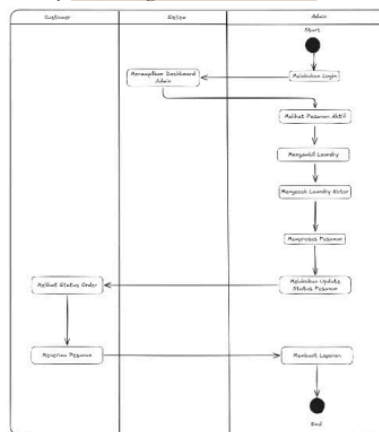 Customer
Sistem
Admin
Start
Melakukan Login
Menampilkan Dashboard
Admin
Melihat Pesanan Aktif
Mengambil Laundry
Mengecek Laundry Kotor
Memproses Pesanan
Melakukan Update
Status Pesanan
Melihat Status Order
Menerima Pesanan
Membuat Laporan
End